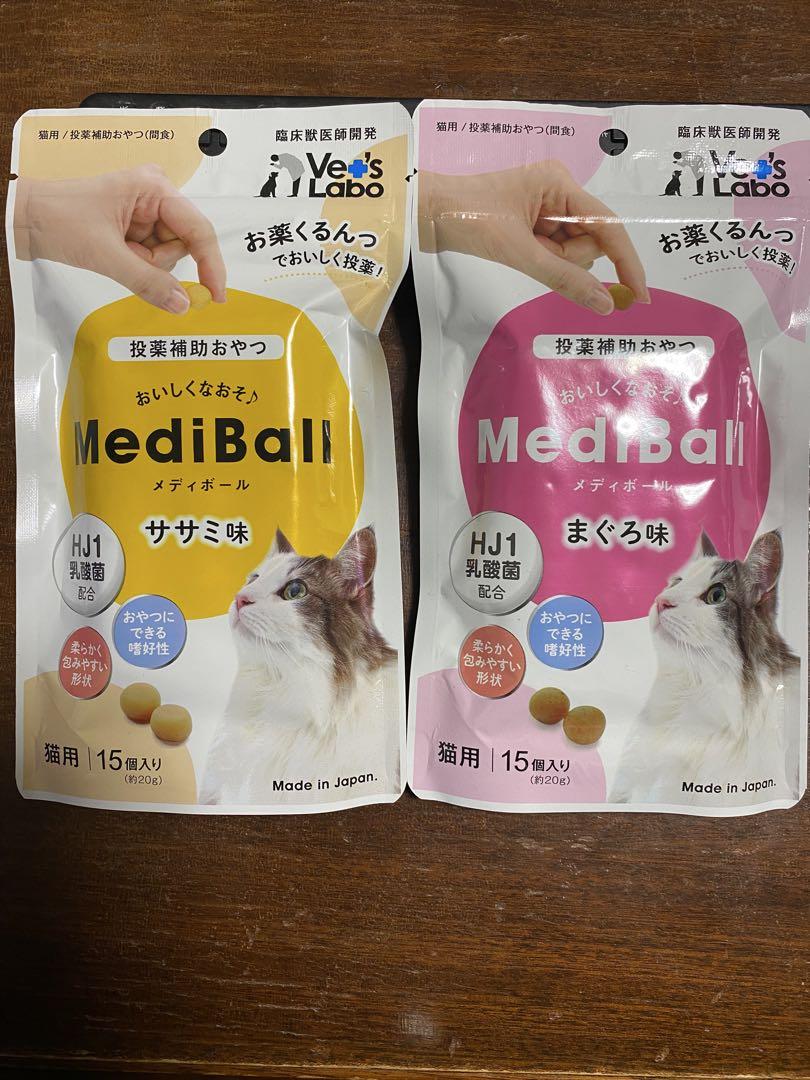 猫用/投薬補助おやつ(間食)
臨床獣医師開発
Vet's
Labo
お薬くるんっ
でおいしく投薬!
投薬補助おやつ
おいしくなおそ♪
MediBall
メディボール
ササミ味
HJ1
乳酸菌
配合
おやつに
できる
嗜好性
柔らかく
包みやすい
形状
猫用 15個入り
(約20g)
Made in Japan.
猫用/投薬補助おやつ(間食)
臨床獣医師開発
Vet's
Labo
お薬くるんっ
でおいしく投薬!
投薬補助おやつ
おいしくなおそ♪
MediBall
メディボール
まぐろ味
HJ1
乳酸菌
配合
おやつに
できる
嗜好性
柔らかく
包みやすい
形状
猫用 15個入り
(約20g)
Made in Japan.